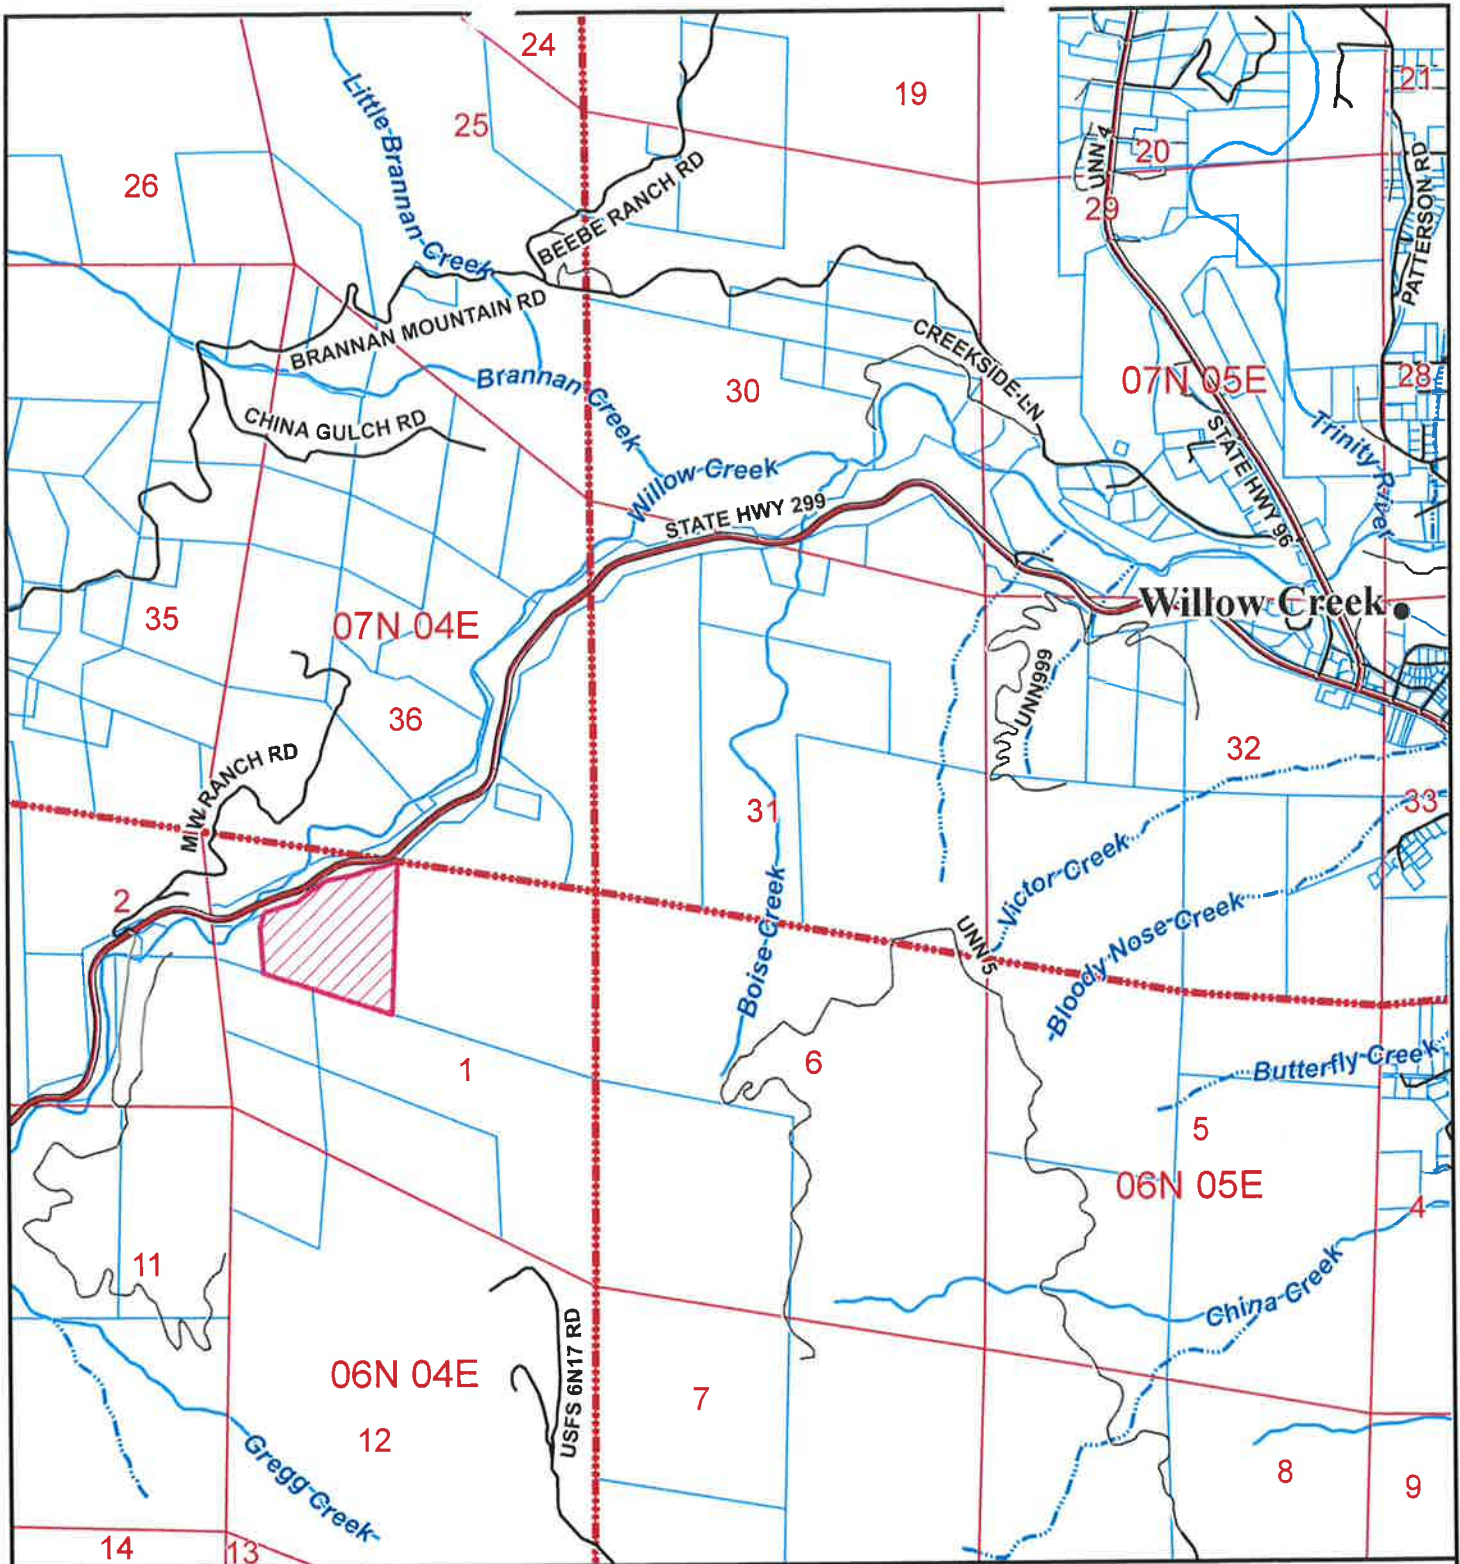 24
19
21
25
20
26
Little Brannan Creek
UNN 4
29
PATTERSON RD
BEEBE RANCH RD
BRANNAN MOUNTAIN RD
CREEKSIDE LN
Brannan Creek
30
07N 05E
28
CHINA GULCH RD
Trinity River
STATE HWY 96
Willow Creek
STATE HWY 299
Willow Creek
35
07N 04E
36
UNN999
32
MIW RANCH RD
31
33
Victor Creek
2
Boise Creek
Bloody Nose Creek
UNN 5
1
6
Butterfly Creek
5
06N 05E
4
11
China Creek
06N 04E
USFS 6N17 RD
7
12
Gregg Creek
8
9
14
13